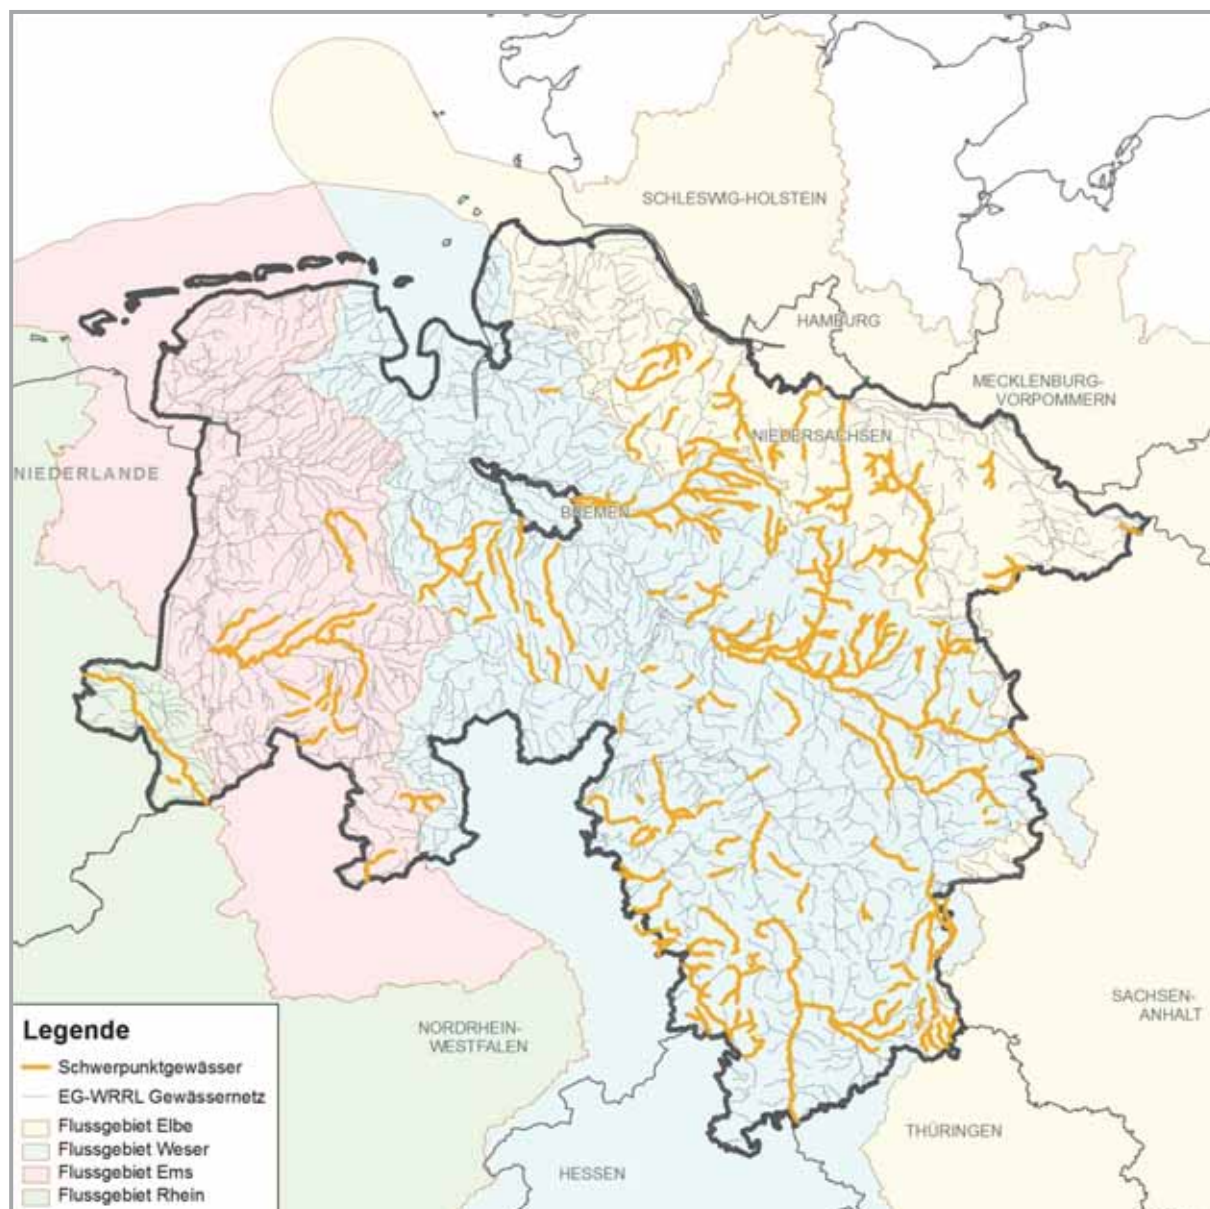 SCHLESWIG-HOLSTEIN
HAMBURG
MECKLENBURG-
VORPOMMERN
NIEDERSACHSEN
NIEDERLANDE
BREMEN
SACHSEN-
ANHALT
NORDRHEIN-
WESTFALEN
THÜRINGEN
HESSEN
Legende
Schwerpunktgewässer
EG-WRRL Gewässernetz
Flussgebiet Elbe
Flussgebiet Weser
Flussgebiet Ems
Flussgebiet Rhein